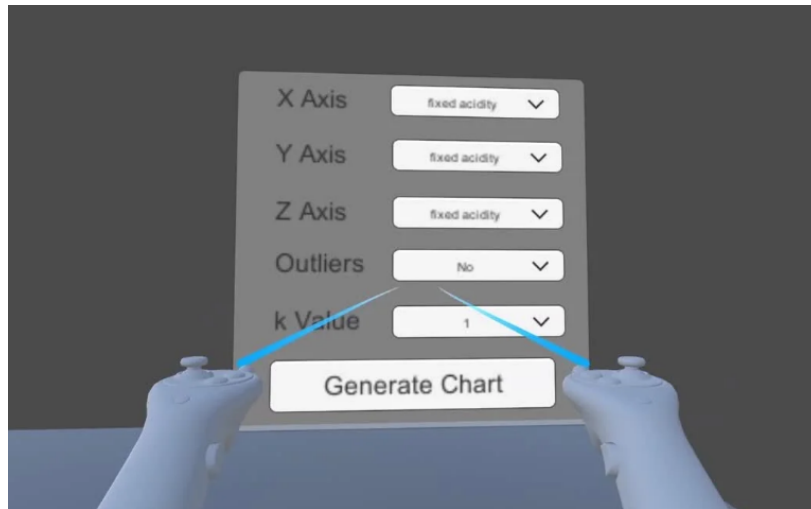 X Axis fixed acidity
Y Axis fixed acidity
Z Axis fixed acidity
Outliers No
k Value 1
Generate Chart